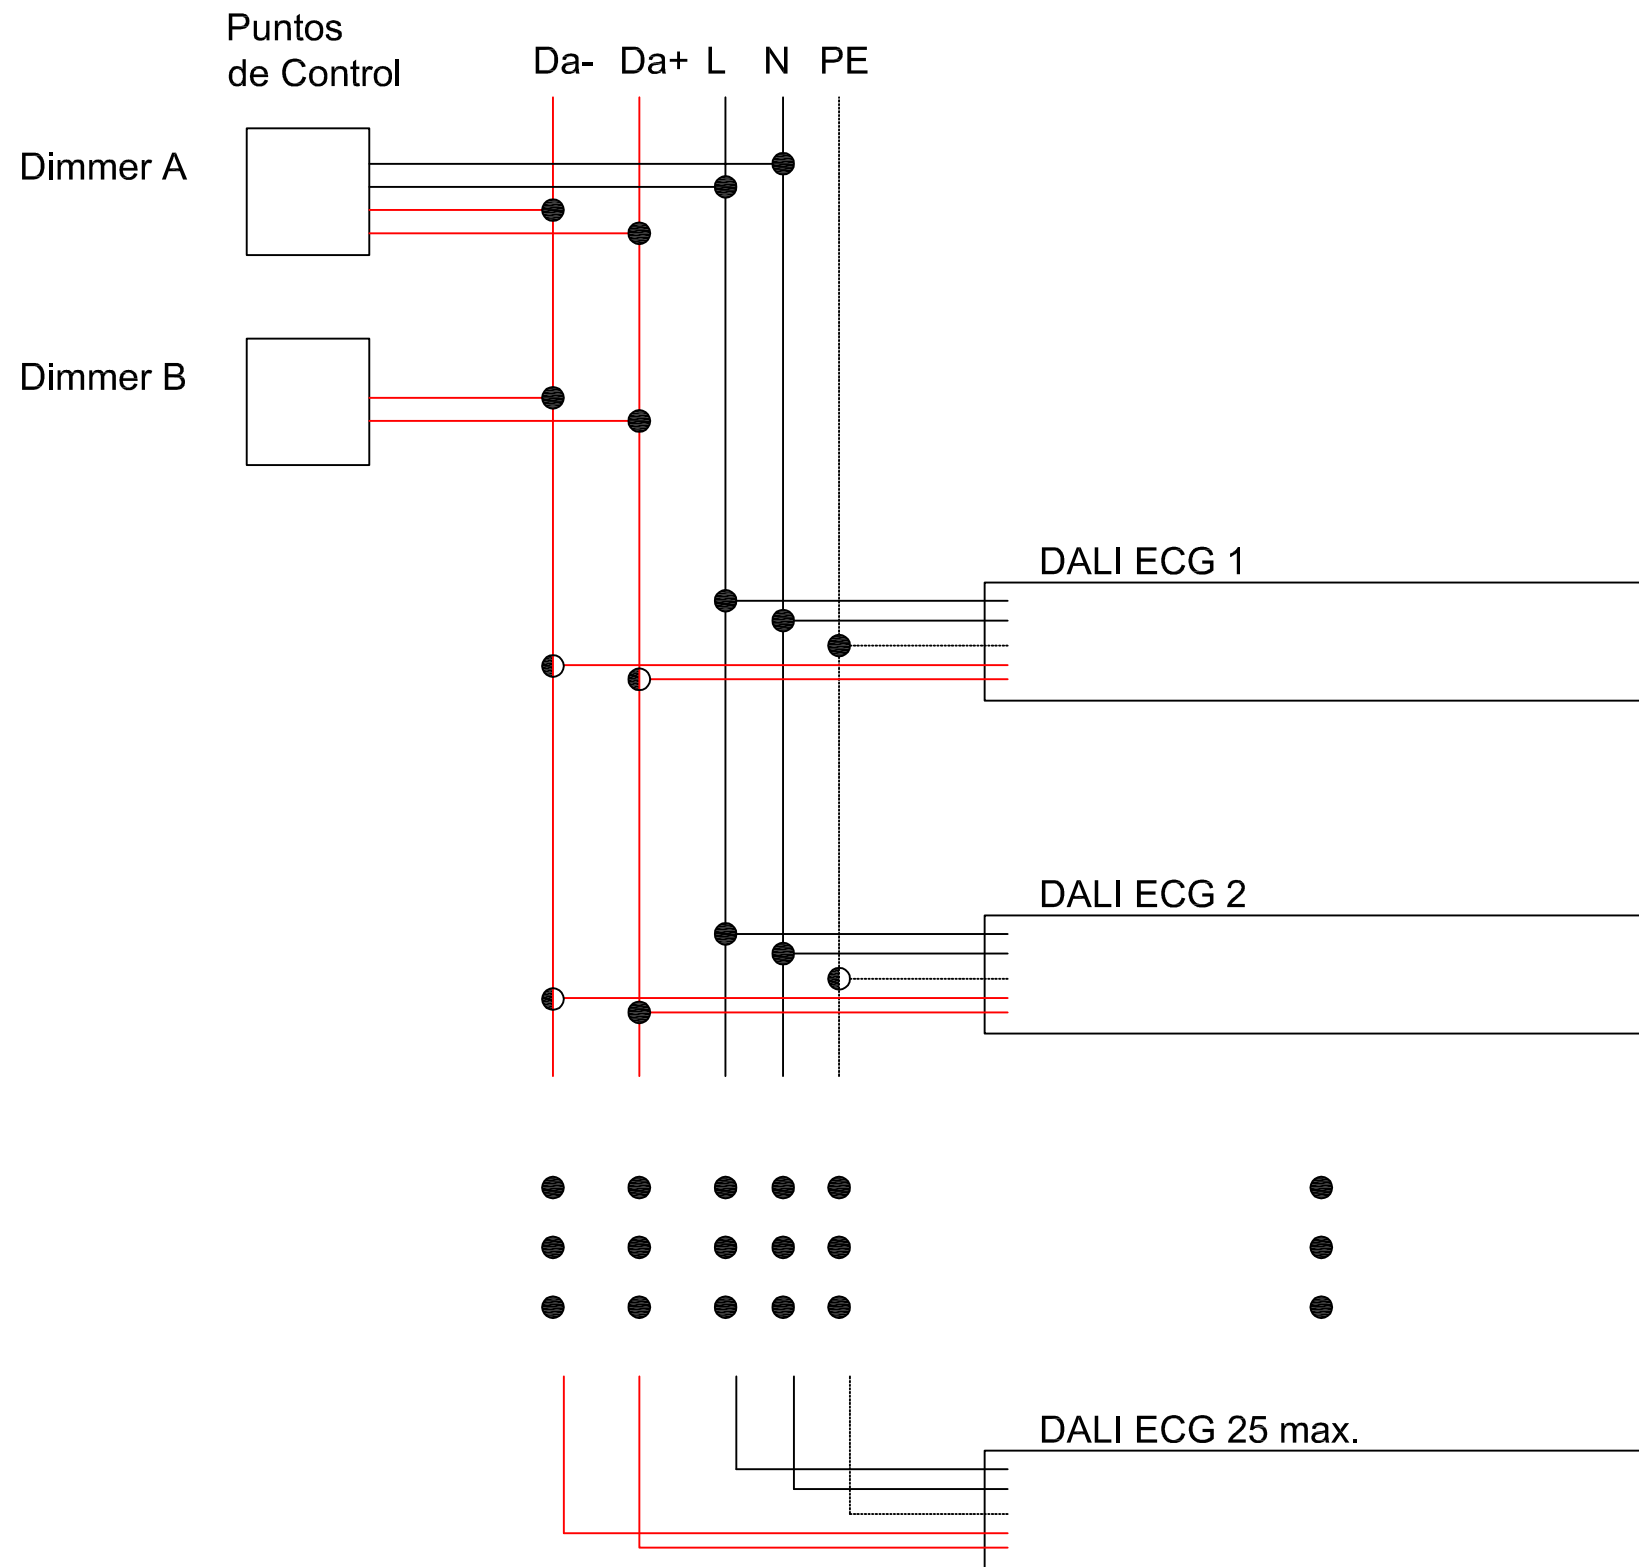 Puntos
de Control
Da- Da+ L N PE
Dimmer A
Dimmer B
DALI ECG 1
DALI ECG 2
DALI ECG 25 max.